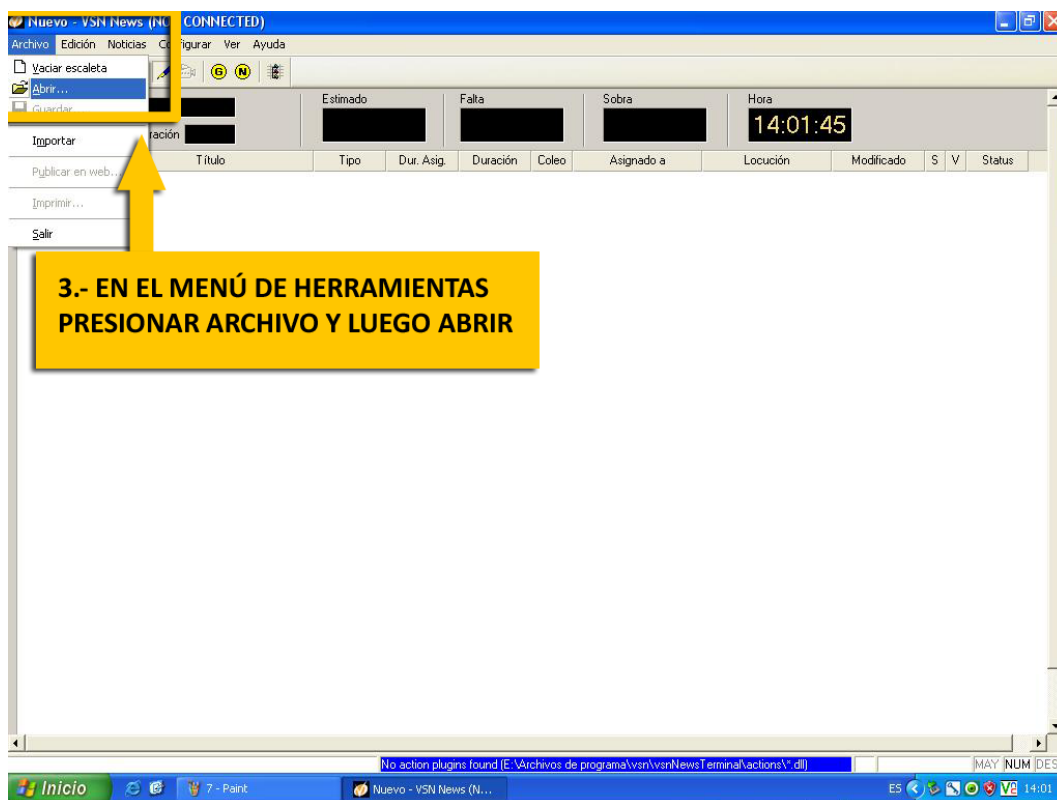 Nuevo - VSN News (NO CONNECTED)
Archivo Edición Noticias Configurar Ver Ayuda
Vaciar escaleta
G N
Abrir...
Guardar
Estimado Falta Sobra Hora
14:01:45
Importar
Título Tipo Dur. Asig. Duración Coleo Asignado a Locución Modificado S V Status
Publicar en web...
Imprimir...
Salir
3.- EN EL MENÚ DE HERRAMIENTAS
PRESIONAR ARCHIVO Y LUEGO ABRIR
No action plugins found (E:\Archivos de programa\vsn\vsnNewsTerminal\actions\*.dll)
MAY NUM DES
Inicio 7 - Paint Nuevo - VSN News (N... ES 14:01